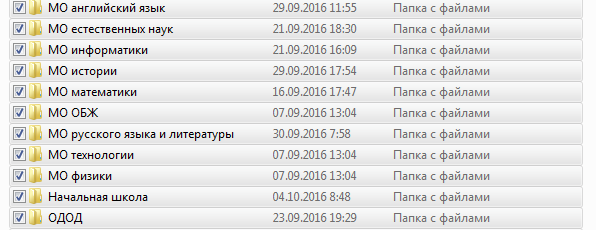 МО английский язык 29.09.2016 11:55 Папка с файлами
МО естественных наук 21.09.2016 18:30 Папка с файлами
МО информатики 21.09.2016 16:09 Папка с файлами
МО истории 29.09.2016 17:54 Папка с файлами
МО математики 16.09.2016 17:47 Папка с файлами
МО ОБЖ 07.09.2016 13:04 Папка с файлами
МО русского языка и литературы 30.09.2016 7:58 Папка с файлами
МО технологии 07.09.2016 13:04 Папка с файлами
МО физики 07.09.2016 13:04 Папка с файлами
Начальная школа 04.10.2016 8:48 Папка с файлами
ОДОД 23.09.2016 19:29 Папка с файлами